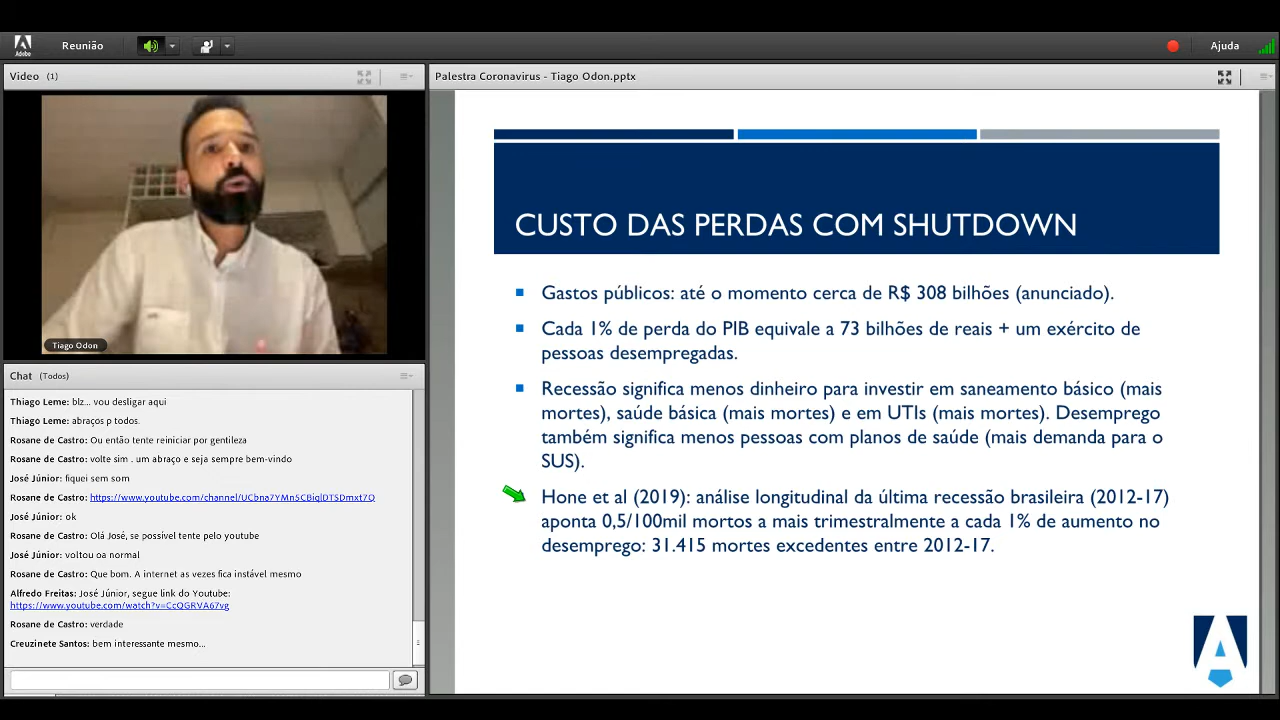 Adobe
Reunião
Ajuda
Video (1)
Tiago Odon
Chat (Todos)
Thiago Leme: blz... vou desligar aqui
Thiago Leme: abraços p todos.
Rosane de Castro: Ou então tente reiniciar por gentileza
Rosane de Castro: volte sim . um abraço e seja sempre bem-vindo
José Júnior: fiquei sem som
Rosane de Castro: https://www.youtube.com/channel/UCbna7YMn5CBiqlDTSDmxt7Q
José Júnior: ok
Rosane de Castro: Olá José, se possível tente pelo youtube
José Júnior: voltou oa normal
Rosane de Castro: Que bom. A internet as vezes fica instável mesmo
Alfredo Freitas: José Júnior, segue link do Youtube:
https://www.youtube.com/watch?v=CcQGRVA67vg
Rosane de Castro: verdade
Creuzinete Santos: bem interessante mesmo...
Palestra Coronavirus - Tiago Odon.pptx
CUSTO DAS PERDAS COM SHUTDOWN
Gastos públicos: até o momento cerca de R$ 308 bilhões (anunciado).
Cada 1% de perda do PIB equivale a 73 bilhões de reais + um exército de
pessoas desempregadas.
Recessão significa menos dinheiro para investir em saneamento básico (mais
mortes), saúde básica (mais mortes) e em UTIs (mais mortes). Desemprego
também significa menos pessoas com planos de saúde (mais demanda para o
SUS).
Hone et al (2019): análise longitudinal da última recessão brasileira (2012-17)
aponta 0,5/100mil mortos a mais trimestralmente a cada 1% de aumento no
desemprego: 31.415 mortes excedentes entre 2012-17.